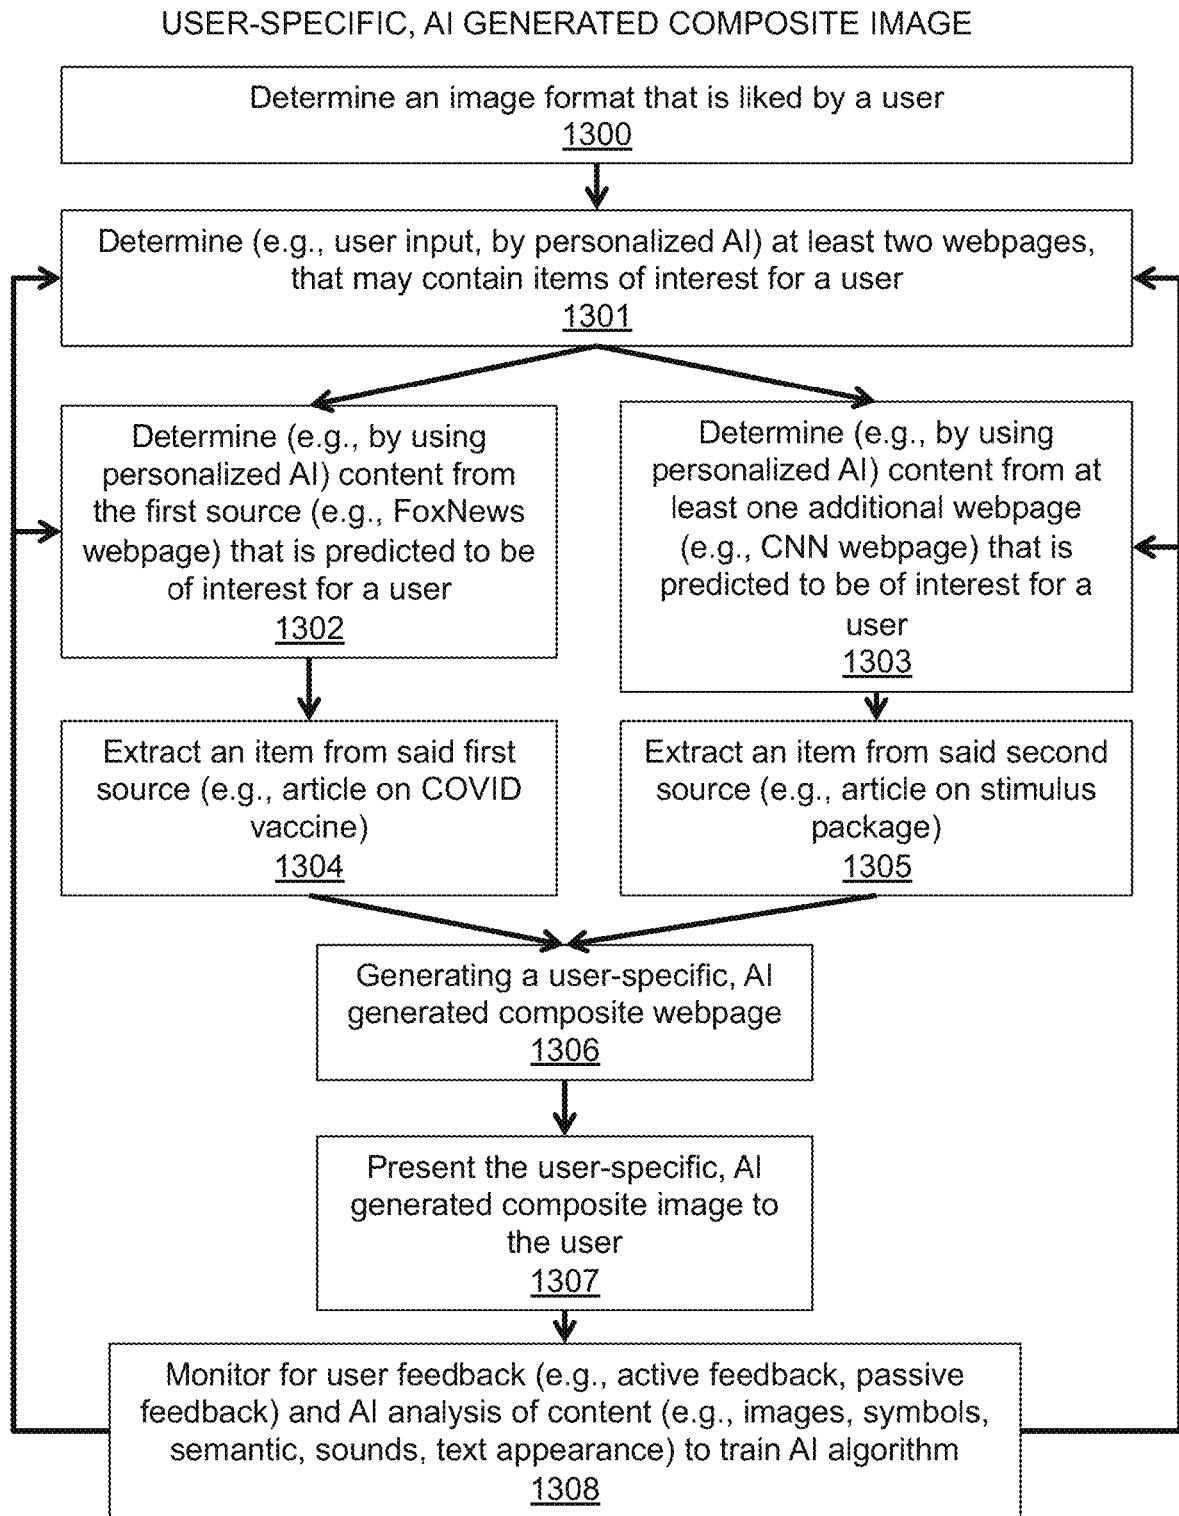 USER-SPECIFIC, AI GENERATED COMPOSITE IMAGE
Determine an image format that is liked by a user
1300
Determine (e.g., user input, by personalized AI) at least two webpages,
that may contain items of interest for a user
1301
Determine (e.g., by using
personalized AI) content from
the first source (e.g., FoxNews
webpage) that is predicted to be
of interest for a user
1302
Determine (e.g., by using
personalized AI) content from at
least one additional webpage
(e.g., CNN webpage) that is
predicted to be of interest for a
user
1303
Extract an item from said first
source (e.g., article on COVID
vaccine)
1304
Extract an item from said second
source (e.g., article on stimulus
package)
1305
Generating a user-specific, AI
generated composite webpage
1306
Present the user-specific, AI
generated composite image to
the user
1307
Monitor for user feedback (e.g., active feedback, passive
feedback) and AI analysis of content (e.g., images, symbols,
semantic, sounds, text appearance) to train AI algorithm
1308